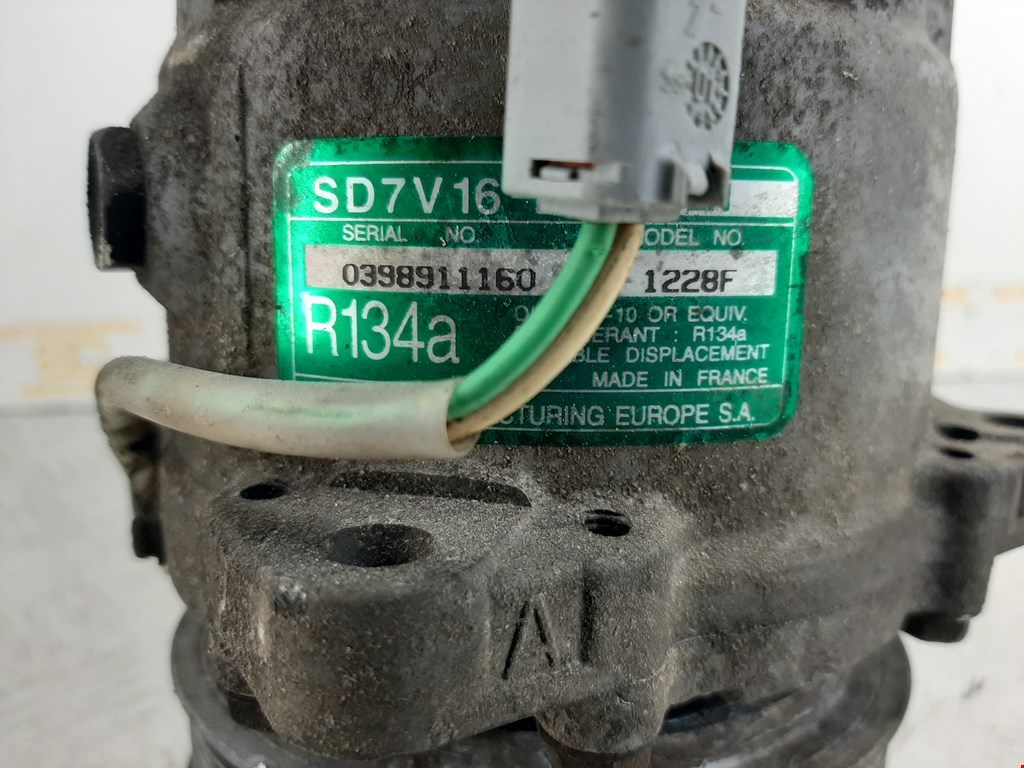 SD7V16
SERIAL NO. MODEL NO.
0398911160 1228F
R134a
10 OR EQUIV.
ERANT : R134a
BLE DISPLACEMENT
MADE IN FRANCE
CTURING EUROPE S.A.
A